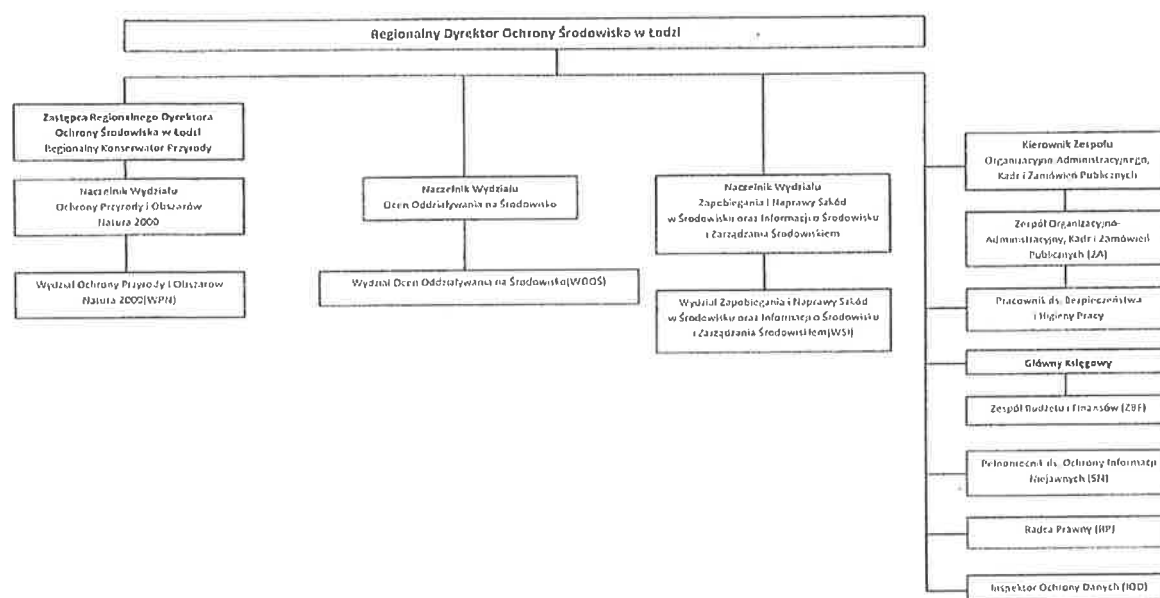 Regionalny Dyrektor Ochrony Środowiska w Łodzi
Zastępca Regionalnego Dyrektora
Ochrony Środowiska w Łodzi
Regionalny Konserwator Przyrody
Naczelnik Wydziału
Ochrony Przyrody i Obszarów
Natura 2000
Wydział Ochrony Przyrody i Obszarów
Natura 2000(WPN)
Naczelnik Wydziału
Ocen Oddziaływania na Środowisko
Wydział Ocen Oddziaływania na Środowisko(WOOŚ)
Naczelnik Wydziału
Zapobiegania i Naprawy Szkód
w Środowisku oraz Informacji o Środowisku
i Zarządzania Środowiskiem
Wydział Zapobiegania i Naprawy Szkód
w Środowisku oraz Informacji o Środowisku
i Zarządzania Środowiskiem(WSI)
Kierownik Zespołu
Organizacyjno-Administracyjnego,
Kadr i Zamówień Publicznych
Zespół Organizacyjno-
Administracyjny, Kadr i Zamówień
Publicznych (ZA)
Pracownik ds. Bezpieczeństwa
i Higieny Pracy
Główny Księgowy
Zespół Budżetu i Finansów (ZBF)
Pełnomocnik ds. Ochrony Informacji
Niejawnych (SN)
Radca Prawny (RP)
Inspektor Ochrony Danych (IOD)